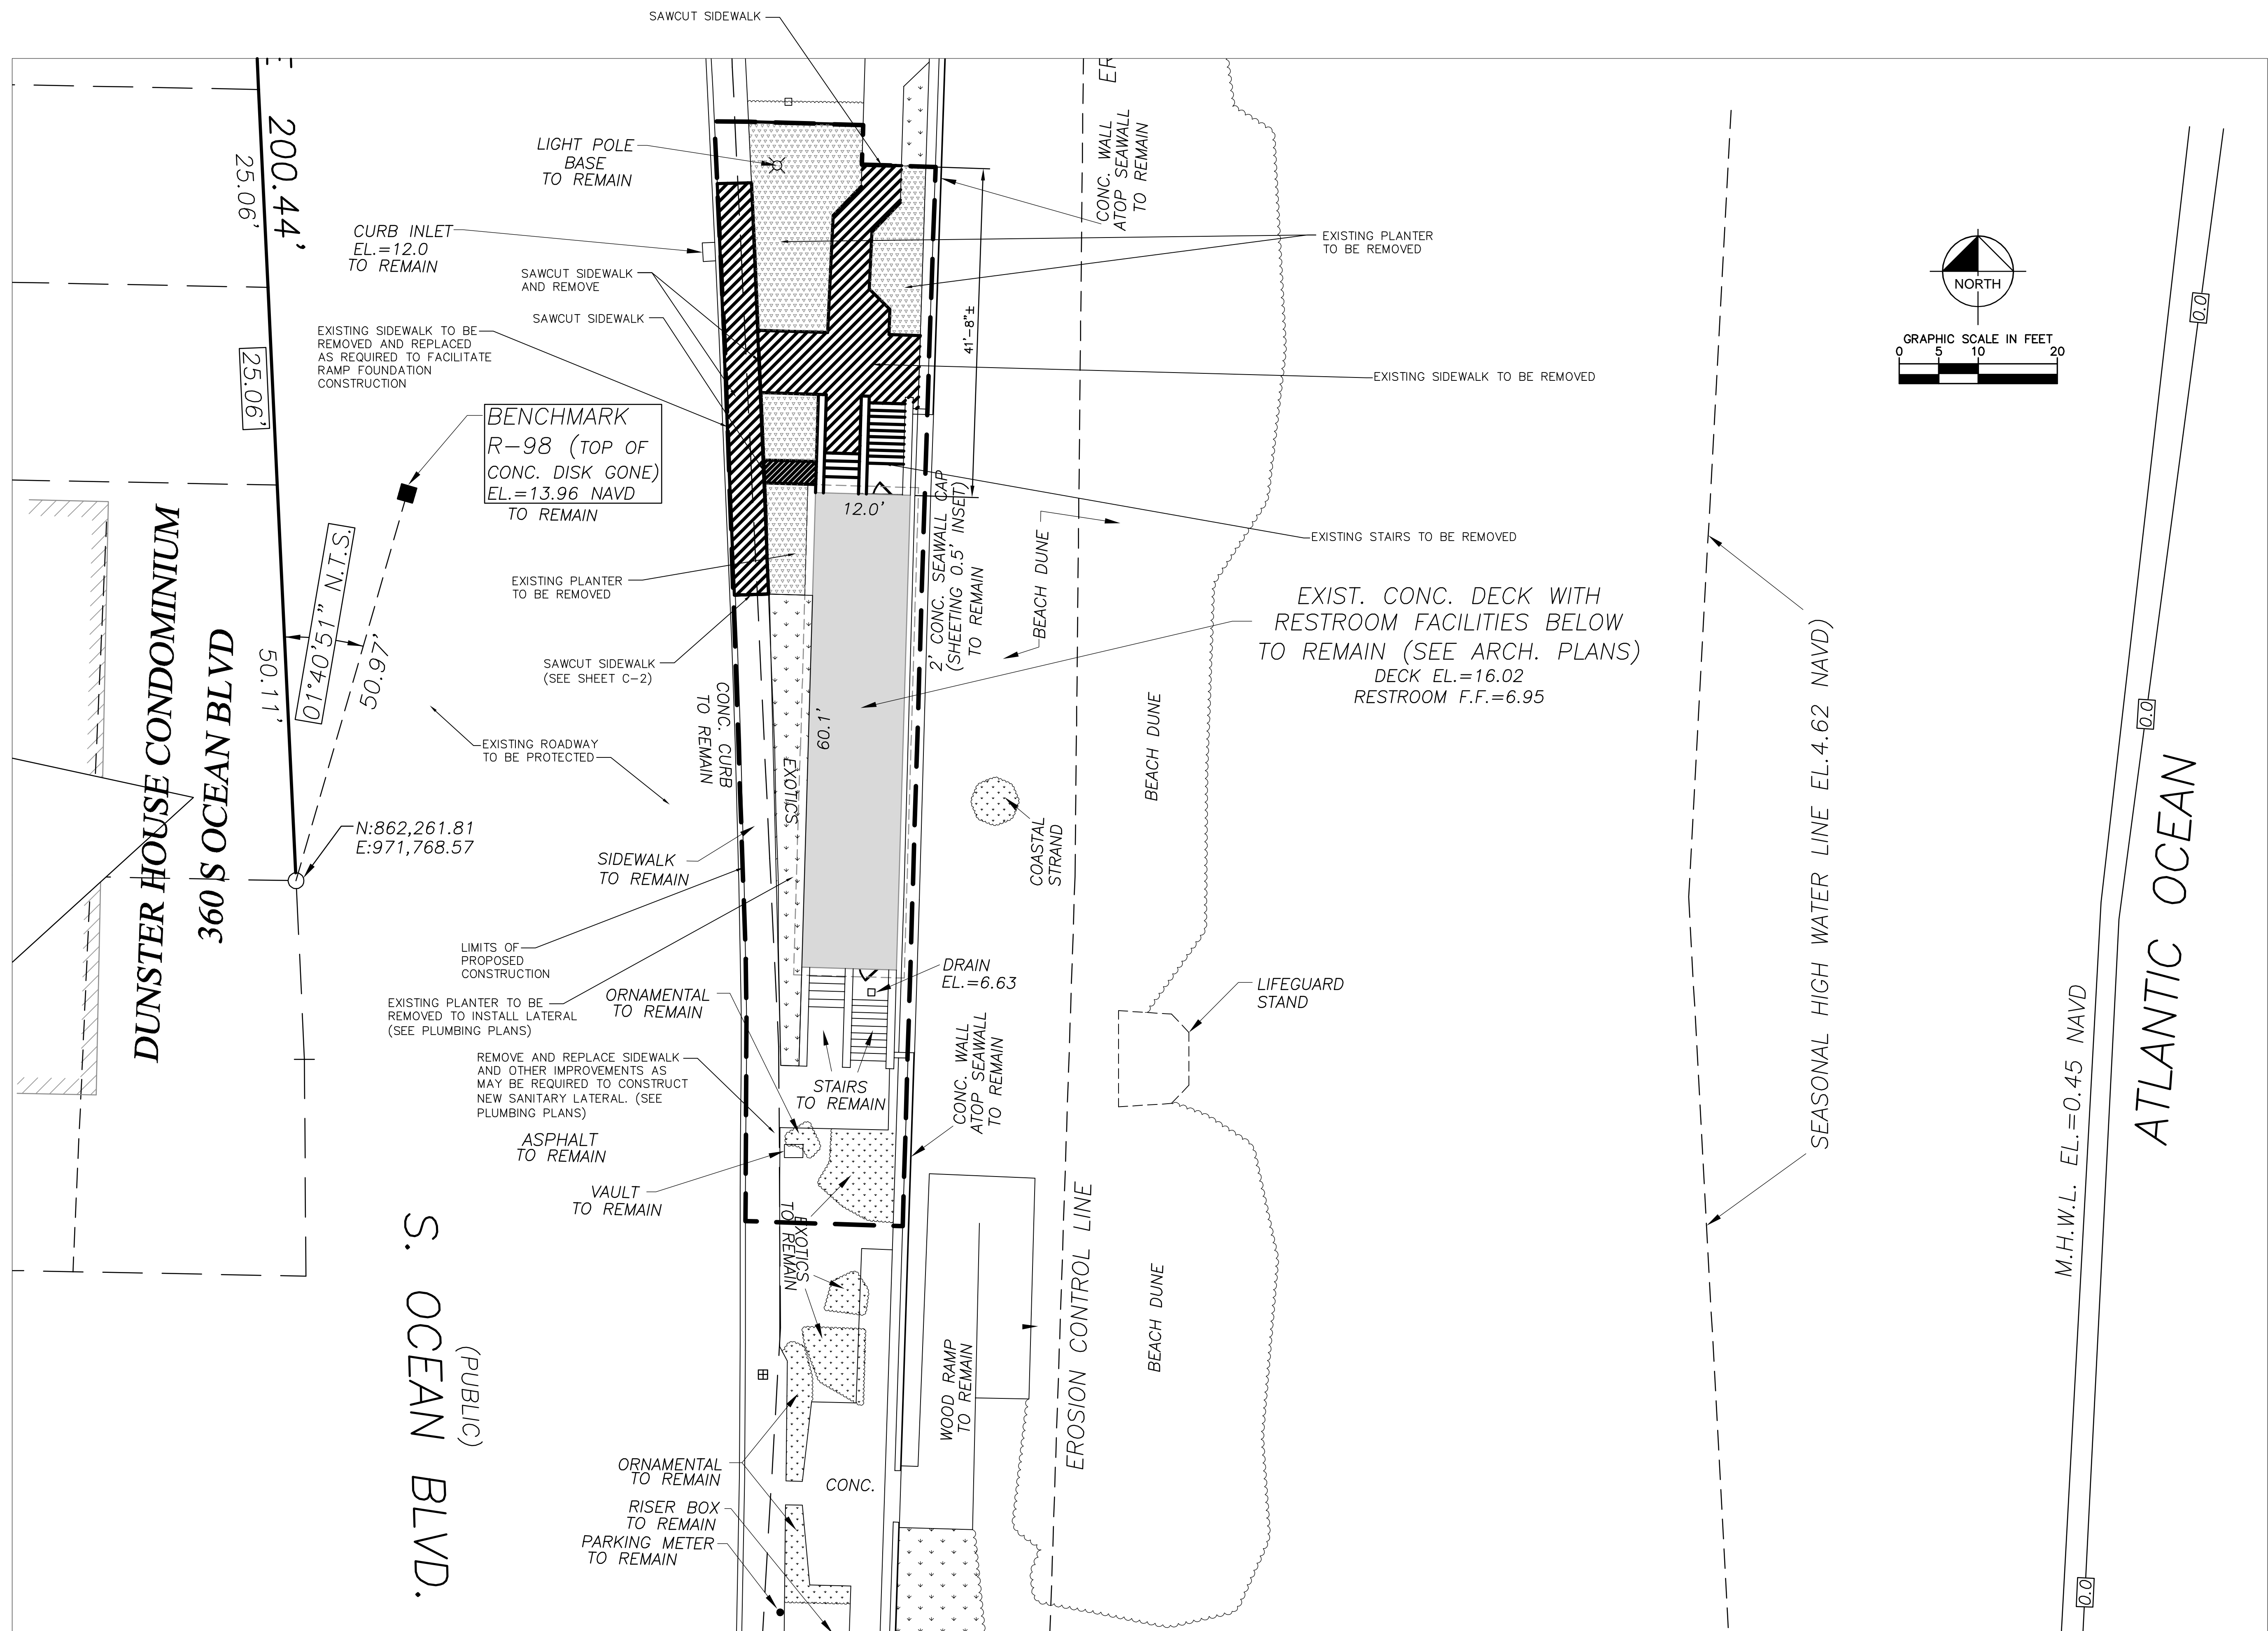 SAWCUT SIDEWALK
ER
200.44'
25.06'
LIGHT POLE
BASE
TO REMAIN
CONC. WALL
ATOP SEAWALL
TO REMAIN
CURB INLET
EL.=12.0
TO REMAIN
EXISTING PLANTER
TO BE REMOVED
SAWCUT SIDEWALK
AND REMOVE
SAWCUT SIDEWALK
EXISTING SIDEWALK TO BE
REMOVED AND REPLACED
AS REQUIRED TO FACILITATE
RAMP FOUNDATION
CONSTRUCTION
41'-8"±
EXISTING SIDEWALK TO BE REMOVED
NORTH
GRAPHIC SCALE IN FEET
0 5 10 20
0.0
25.06'
BENCHMARK
R-98 (TOP OF
CONC. DISK GONE)
EL.=13.96 NAVD
TO REMAIN
12.0'
2' CONC. SEAWALL CAP
(SHEETING 0.5' INSET)
TO REMAIN
BEACH DUNE
EXISTING STAIRS TO BE REMOVED
EXISTING PLANTER
TO BE REMOVED
EXIST. CONC. DECK WITH
RESTROOM FACILITIES BELOW
TO REMAIN (SEE ARCH. PLANS)
DECK EL.=16.02
RESTROOM F.F.=6.95
DUNSTER HOUSE CONDOMINIUM
360 S OCEAN BLVD
50.11'
01°40'51" N.T.S.
50.97'
SAWCUT SIDEWALK
(SEE SHEET C-2)
CONC. CURB
TO REMAIN
EXISTING ROADWAY
TO BE PROTECTED
60.1'
EXOTICS
BEACH DUNE
COASTAL
STRAND
SEASONAL HIGH WATER LINE EL.4.62 NAVD)
0.0
ATLANTIC OCEAN
N:862,261.81
E:971,768.57
SIDEWALK
TO REMAIN
LIMITS OF
PROPOSED
CONSTRUCTION
EXISTING PLANTER TO BE
REMOVED TO INSTALL LATERAL
(SEE PLUMBING PLANS)
ORNAMENTAL
TO REMAIN
DRAIN
EL.=6.63
LIFEGUARD
STAND
REMOVE AND REPLACE SIDEWALK
AND OTHER IMPROVEMENTS AS
MAY BE REQUIRED TO CONSTRUCT
NEW SANITARY LATERAL. (SEE
PLUMBING PLANS)
STAIRS
TO REMAIN
CONC. WALL
ATOP SEAWALL
TO REMAIN
ASPHALT
TO REMAIN
VAULT
TO REMAIN
EXOTICS
TO REMAIN
M.H.W.L. EL.=0.45 NAVD
S. OCEAN BLVD.
(PUBLIC)
WOOD RAMP
TO REMAIN
EROSION CONTROL LINE
BEACH DUNE
ORNAMENTAL
TO REMAIN
CONC.
RISER BOX
TO REMAIN
PARKING METER
TO REMAIN
0.0